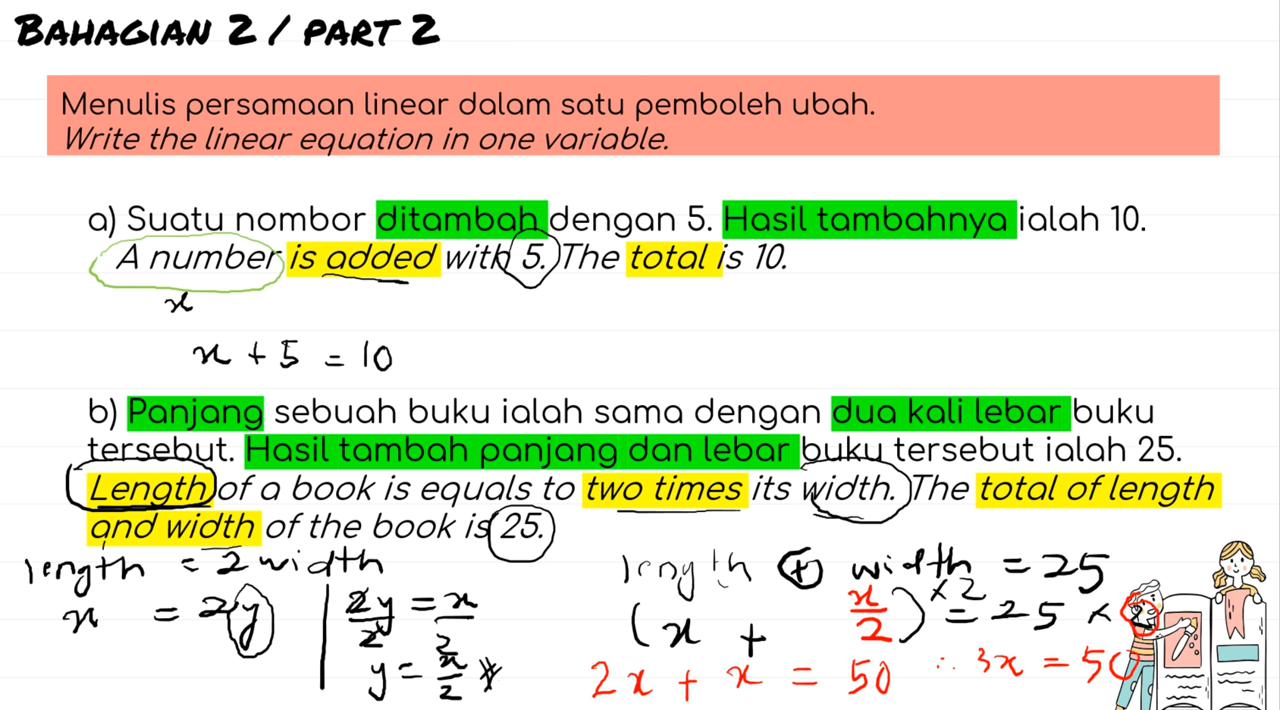 BAHAGIAN 2 / PART 2
Menulis persamaan linear dalam satu pemboleh ubah.
Write the linear equation in one variable.
a) Suatu nombor ditambah dengan 5. Hasil tambahnya ialah 10.
A number is added with 5. The total is 10.
x
x + 5 = 10
b) Panjang sebuah buku ialah sama dengan dua kali lebar buku
tersebut. Hasil tambah panjang dan lebar buku tersebut ialah 25.
Length of a book is equals to two times its width. The total of length
and width of the book is 25.
length = 2 width
x = 2y
2y/2 = x/2
y = x/2
length + width = 25
(x + x/2) ×2 = 25 × 2
2x + x = 50 ∴ 3x = 50